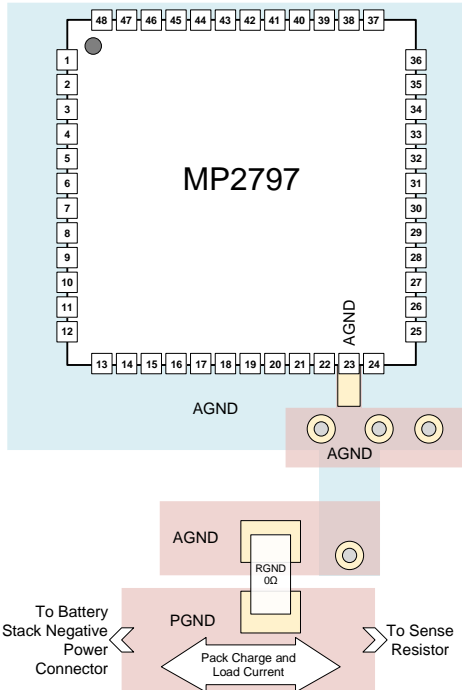 48 47 46 45 44 43 42 41 40 39 38 37
1 36
2 35
3 34
4 33
5 32
6 31
7 30
8 29
9 28
10 27
11 26
12 25
MP2797
AGND
13 14 15 16 17 18 19 20 21 22 23 24
AGND
AGND
AGND
RGND
0Ω
PGND
To Battery
Stack Negative
Power
Connector
Pack Charge and
Load Current
To Sense
Resistor